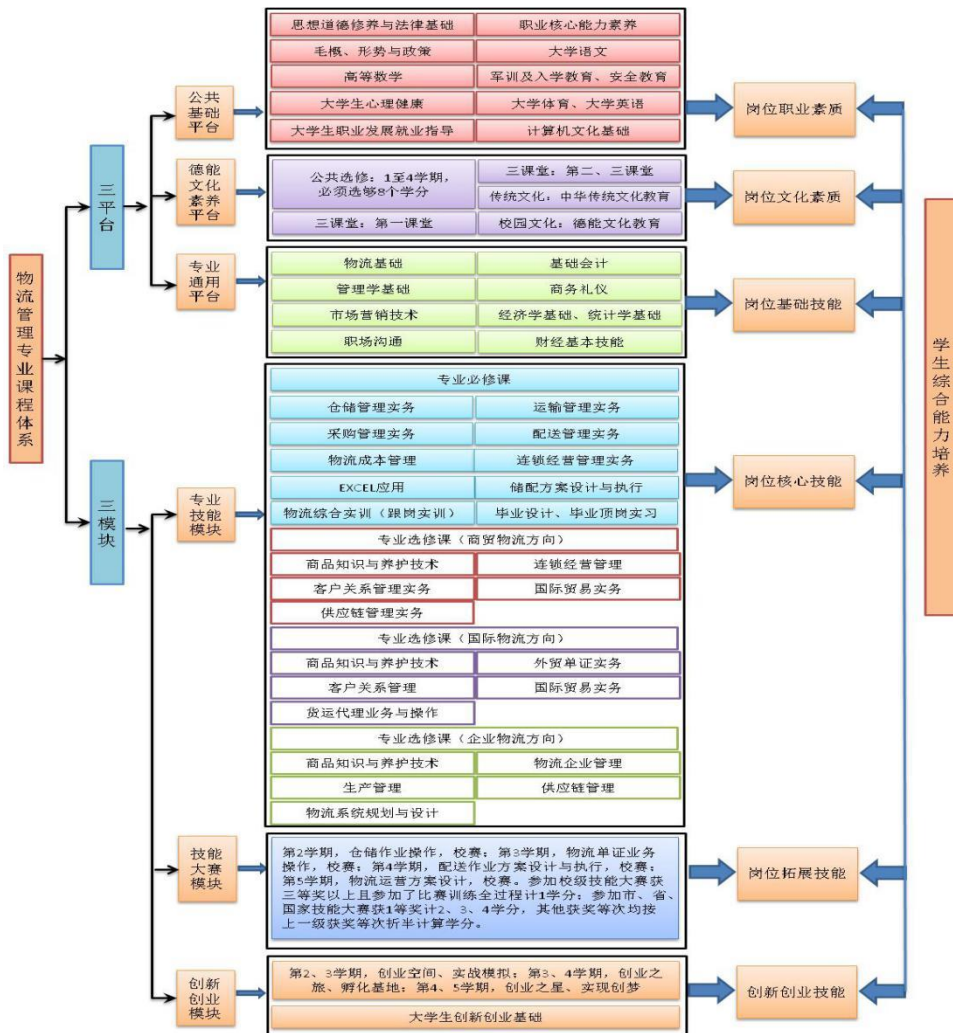 物流管理专业课程体系
三平台
公共
基础
平台
思想道德修养与法律基础
职业核心能力素养
毛概、形势与政策
大学语文
高等数学
军训及入学教育、安全教育
大学生心理健康
大学体育、大学英语
大学生职业发展就业指导
计算机文化基础
岗位职业素质
德能
文化
素养
平台
公共选修：1至4学期，
必须选够8个学分
三课堂：第二、三课堂
传统文化：中华传统文化教育
三课堂：第一课堂
校园文化：德能文化教育
岗位文化素质
专业
通用
平台
物流基础
基础会计
管理学基础
商务礼仪
市场营销技术
经济学基础、统计学基础
职场沟通
财经基本技能
岗位基础技能
三模块
专业
技能
模块
专业必修课
仓储管理实务
运输管理实务
采购管理实务
配送管理实务
物流成本管理
连锁经营管理实务
EXCEL应用
储配方案设计与执行
物流综合实训（跟岗实训）
毕业设计、毕业顶岗实习
专业选修课（商贸物流方向）
商品知识与养护技术
连锁经营管理
客户关系管理实务
国际贸易实务
供应链管理实务
专业选修课（国际物流方向）
商品知识与养护技术
外贸单证实务
客户关系管理
国际贸易实务
货运代理业务与操作
专业选修课（企业物流方向）
商品知识与养护技术
物流企业管理
生产管理
供应链管理
物流系统规划与设计
岗位核心技能
技能
大赛
模块
第2学期，仓储作业操作，校赛；第3学期，物流单证业务
操作，校赛；第4学期，配送作业方案设计与执行，校赛；
第5学期，物流运营方案设计，校赛。参加校级技能大赛获
三等奖以上且参加了比赛训练全过程计1学分；参加市、省、
国家技能大赛获1等奖计2、3、4学分，其他获奖等次均按
上一级获奖等次折半计算学分。
岗位拓展技能
创新
创业
模块
第2、3学期，创业空间、实战模拟；第3、4学期，创业之
旅、孵化基地；第4、5学期，创业之星、实现创梦
大学生创新创业基础
创新创业技能
学生综合能力培养